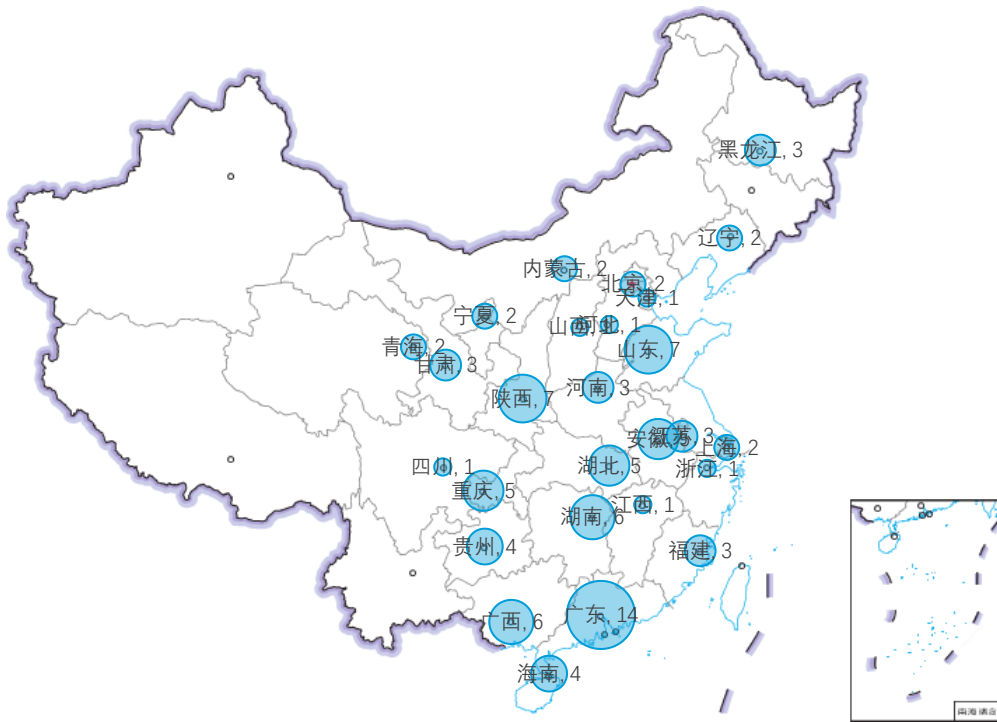 黑龙江, 3
辽宁, 2
内蒙古, 2
北京, 2
天津, 1
宁夏, 2
山西, 1
河北, 1
青海, 2
山东, 7
甘肃, 3
河南, 3
陕西, 7
江苏, 3
安徽, 5
上海, 2
四川, 1
湖北, 5
浙江, 1
重庆, 5
江西, 1
湖南, 6
贵州, 4
福建, 3
广西, 6
广东, 14
海南, 4
南海诸岛